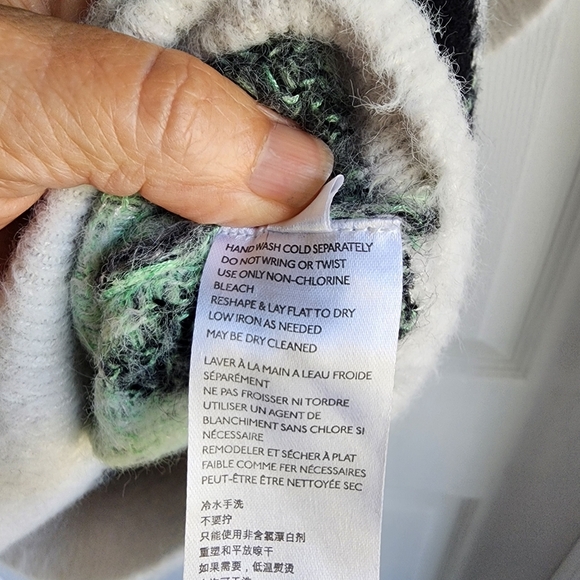 HAND WASH COLD SEPARATELY
DO NOT WRING OR TWIST
USE ONLY NON-CHLORINE
BLEACH
RESHAPE & LAY FLAT TO DRY
LOW IRON AS NEEDED
MAY BE DRY CLEANED
LAVER À LA MAIN A LEAU FROIDE
SÉPARÉMENT
NE PAS FROISSER NI TORDRE
UTILISER UN AGENT DE
BLANCHIMENT SANS CHLORE SI
NÉCESSAIRE
REMODELER ET SÉCHER À PLAT
FAIBLE COMME FER NÉCESSAIRES
PEUT-ÊTRE ÊTRE NETTOYÉE SEC
冷水手洗
不要拧
只能使用非含氯漂白剂
重塑和平放晾干
如果需要，低温熨烫